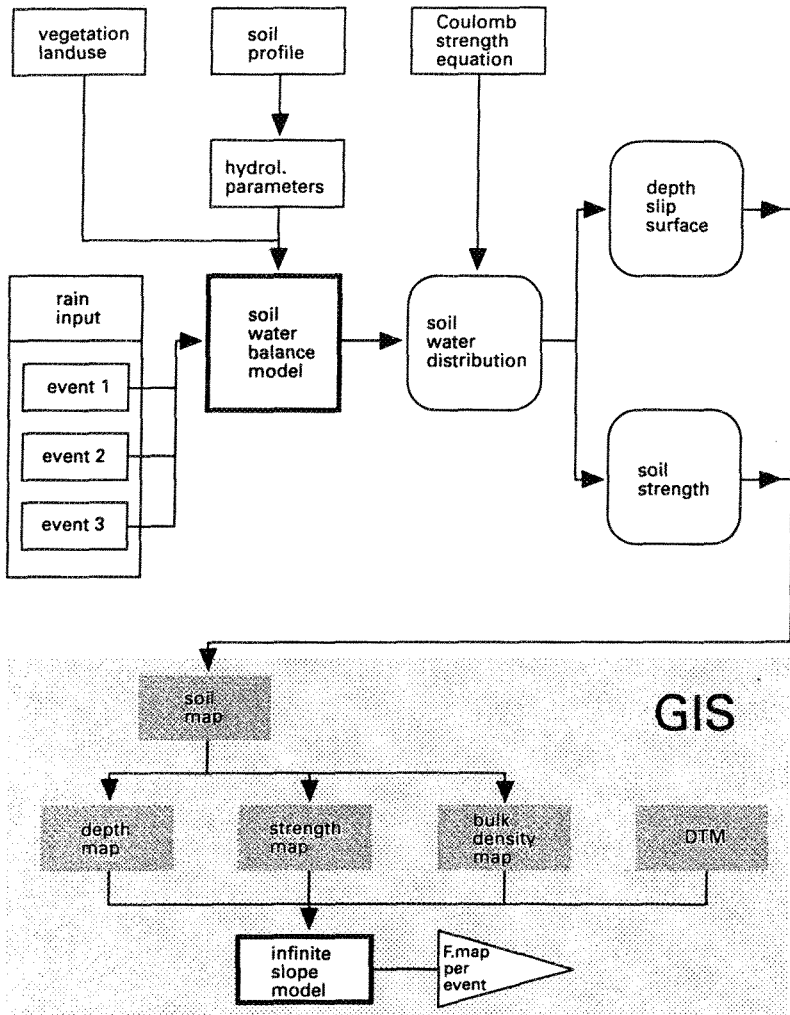 vegetation
landuse
soil
profile
Coulomb
strength
equation
hydrol.
parameters
depth
slip
surface
rain
input
event 1
event 2
event 3
soil
water
balance
model
soil
water
distribution
soil
strength
GIS
soil
map
depth
map
strength
map
bulk
density
map
DTM
infinite
slope
model
F.map
per
event